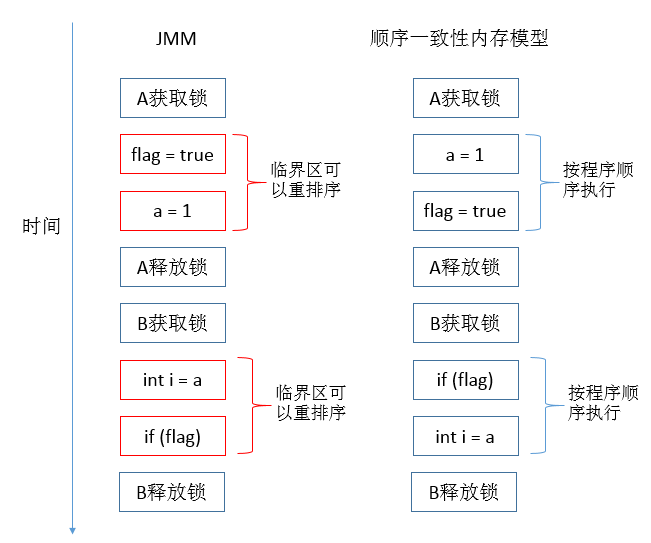 JMM
顺序一致性内存模型
时间
A获取锁
flag = true
a = 1
临界区可
以重排序
A释放锁
B获取锁
int i = a
if (flag)
临界区可
以重排序
B释放锁
A获取锁
a = 1
flag = true
按程序顺
序执行
A释放锁
B获取锁
if (flag)
int i = a
按程序顺
序执行
B释放锁